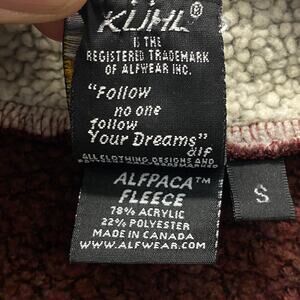 KÜHL®
IS THE
REGISTERED TRADEMARK
OF ALFWEAR INC.
"Follow
no one
follow
Your Dreams"
alf
ALL CLOTHING DESIGNS AND
ALFPACA™
FLEECE
78% ACRYLIC
22% POLYESTER
MADE IN CANADA
WWW.ALFWEAR.COM
S